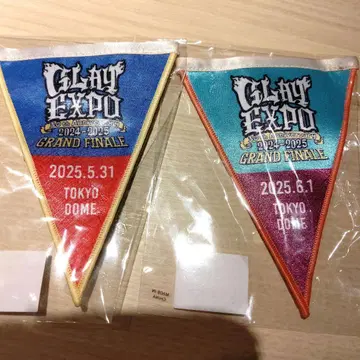 GLAY
EXPO
2024-2025
GRAND FINALE
2025.5.31
TOKYO
DOME
GLAY
EXPO
2024-2025
GRAND FINALE
2025.6.1
TOKYO
DOME